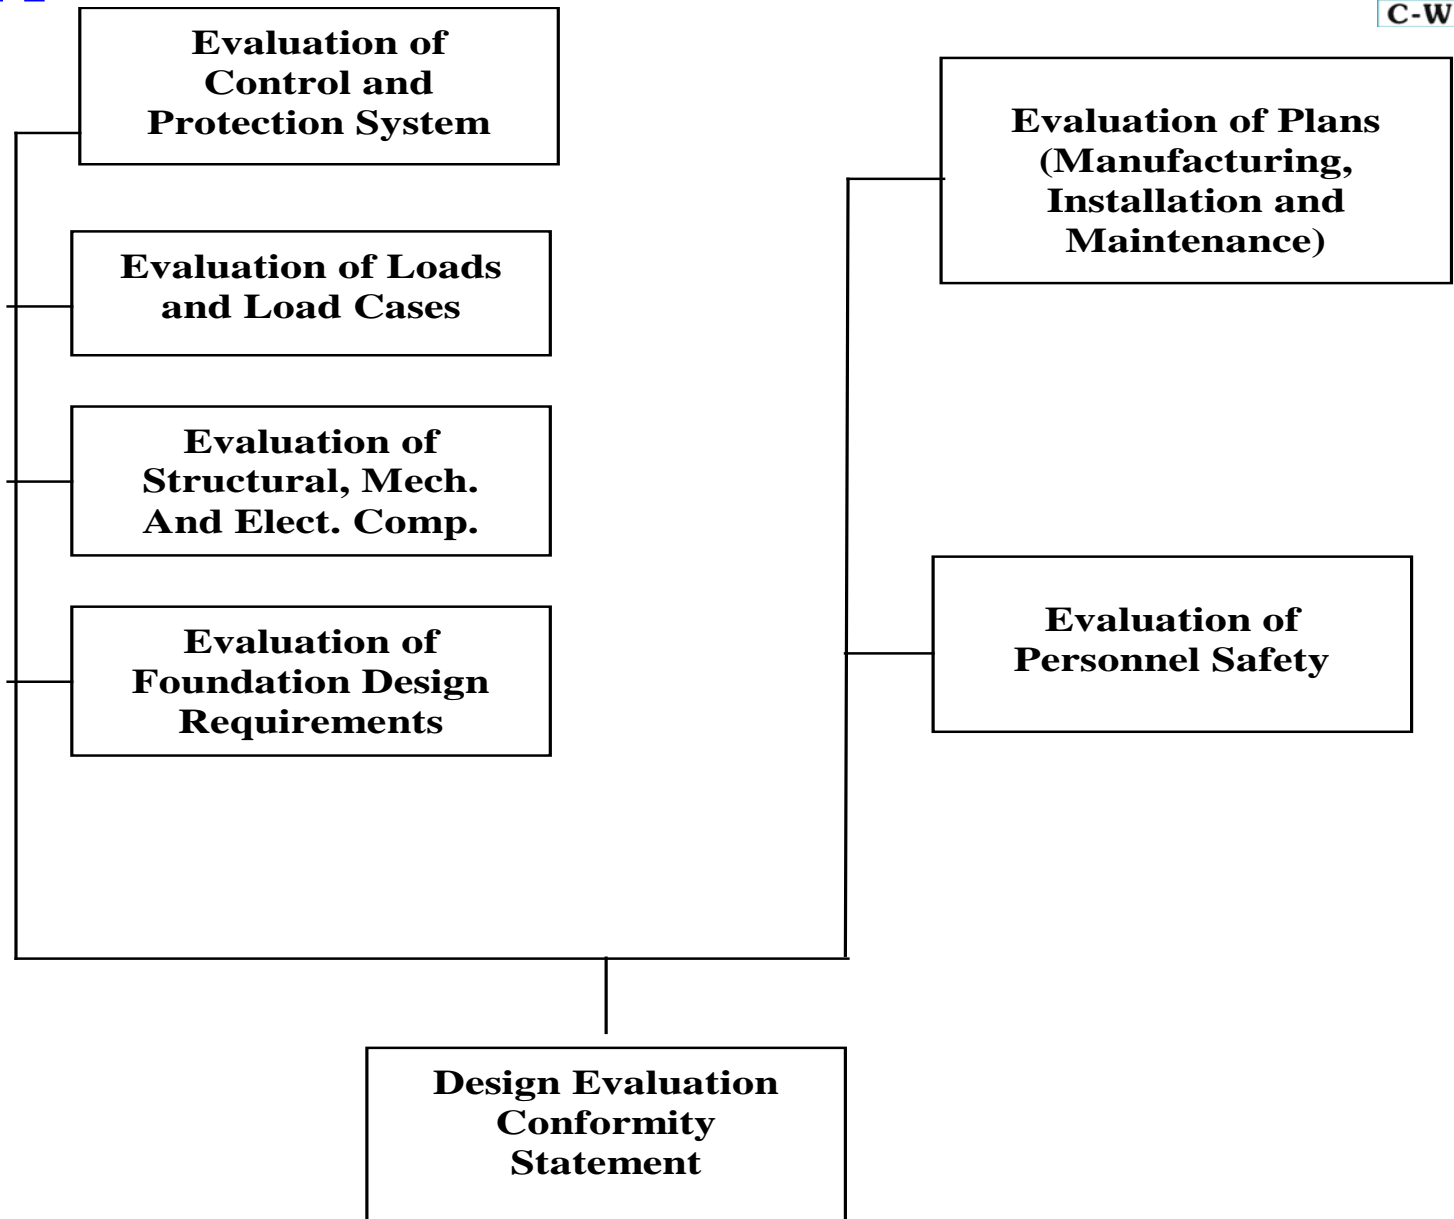 C-W
Evaluation of
Control and
Protection System
Evaluation of Plans
(Manufacturing,
Installation and
Maintenance)
Evaluation of Loads
and Load Cases
Evaluation of
Structural, Mech.
And Elect. Comp.
Evaluation of
Foundation Design
Requirements
Evaluation of
Personnel Safety
Design Evaluation
Conformity
Statement